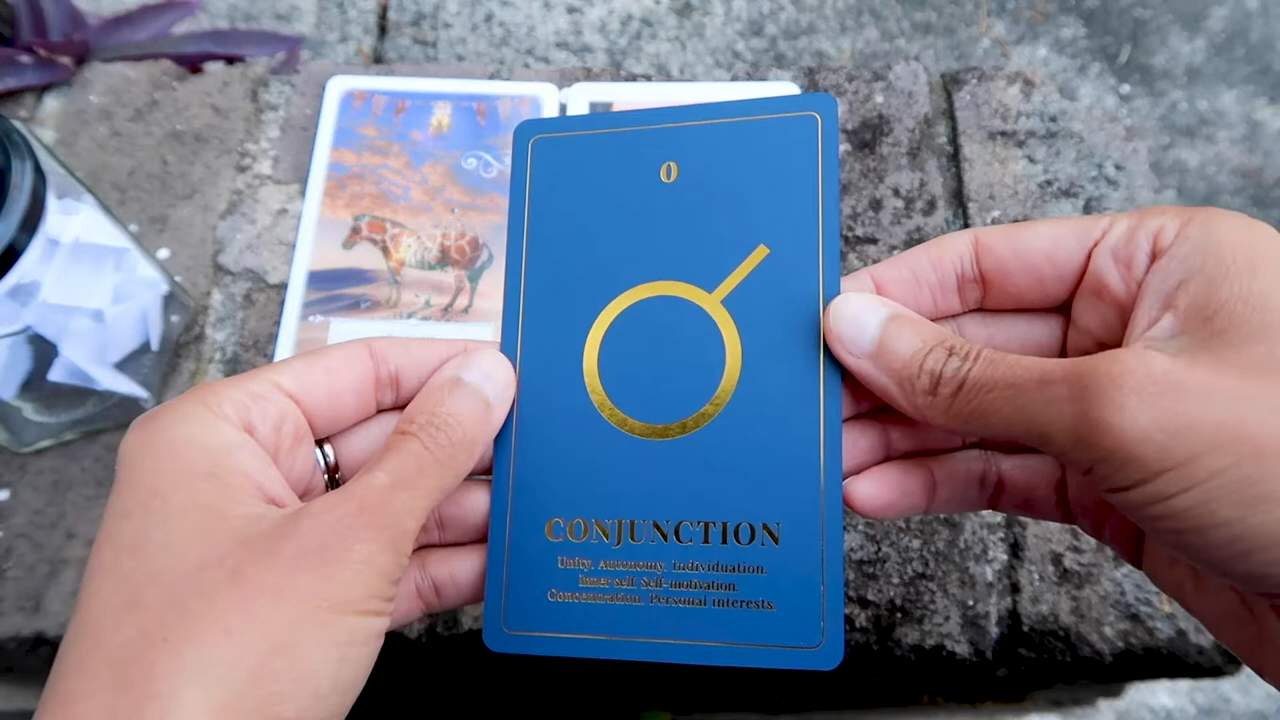 0
CONJUNCTION
Unity. Autonomy. Individuation.
Inner self. Self-motivation.
Concentration. Personal interests.